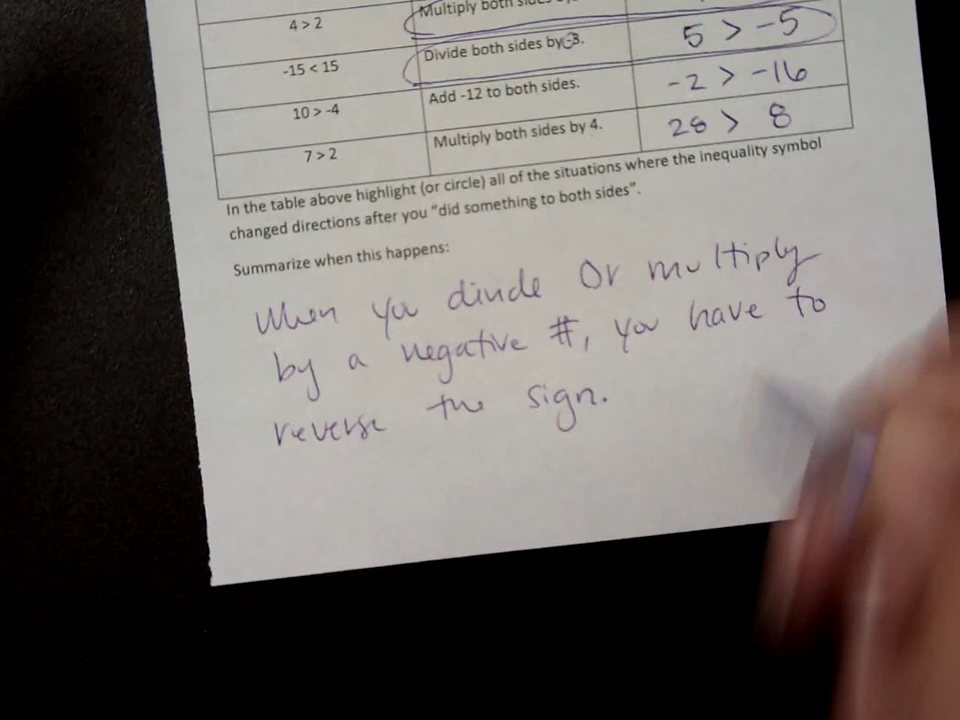 4 > 2 Multiply both sides
-15 < 15 Divide both sides by -3. 5 > -5
10 > -4 Add -12 to both sides. -2 > -16
7 > 2 Multiply both sides by 4. 28 > 8
In the table above highlight (or circle) all of the situations where the inequality symbol
changed directions after you "did something to both sides".
Summarize when this happens:
When you divide or multiply
by a negative #, you have to
reverse the sign.